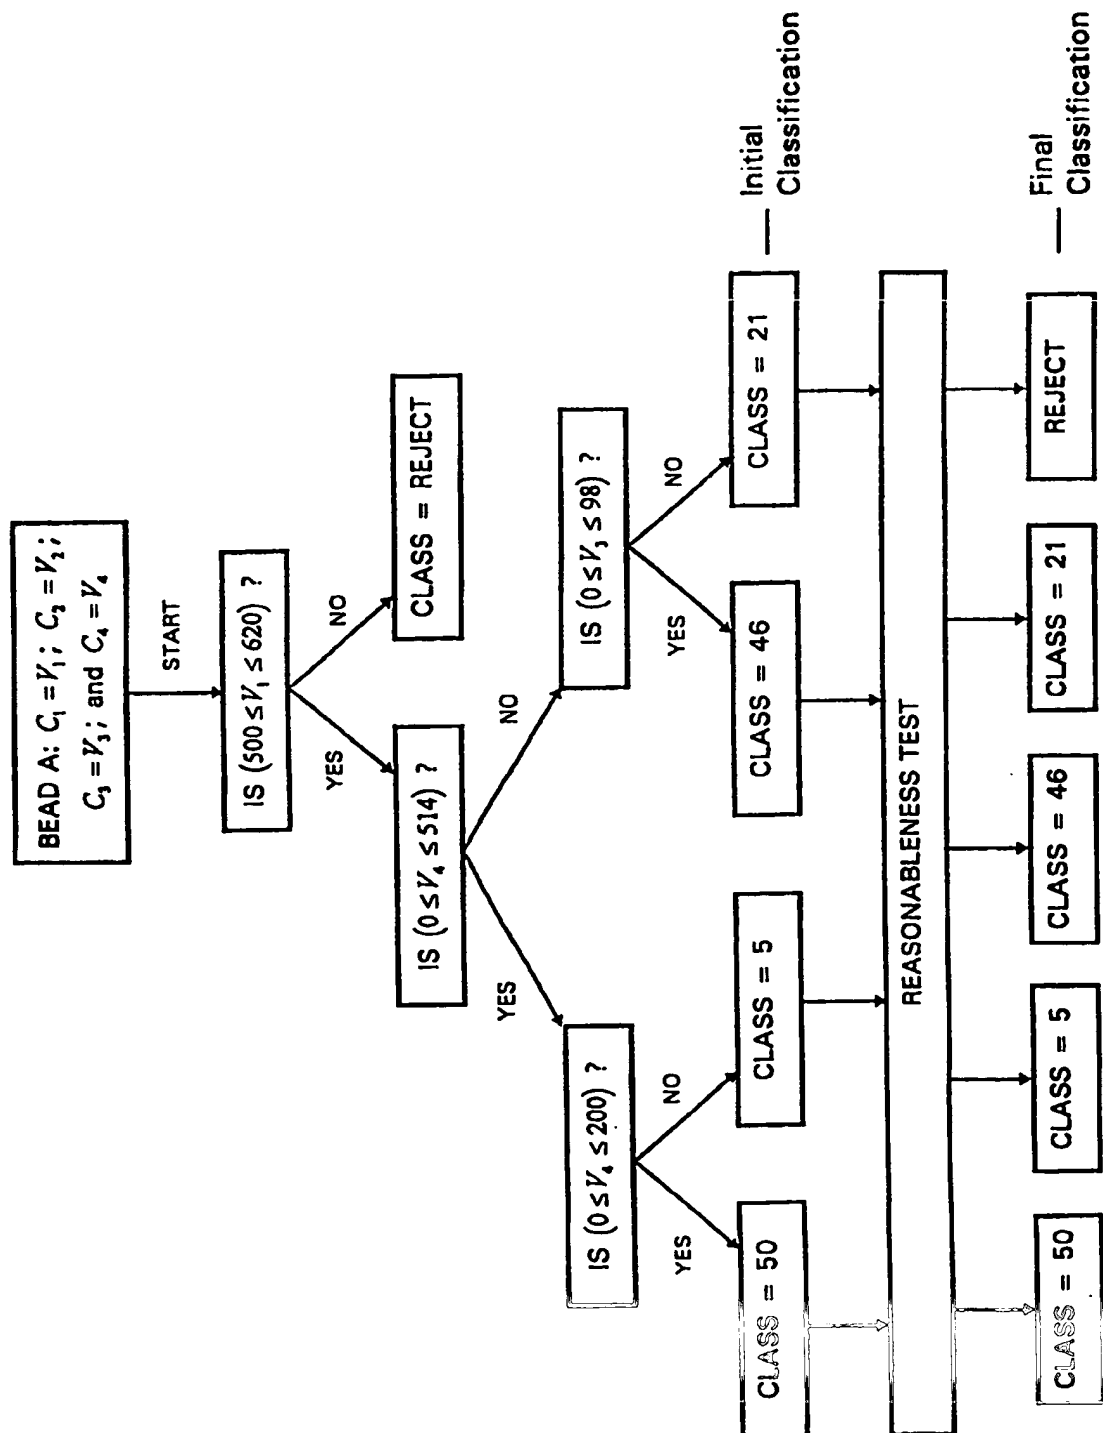 BEAD A: C₁ = V₁; C₂ = V₂;
C₃ = V₃; and C₄ = V₄
START
IS (500 ≤ V₁ ≤ 620) ?
YES
NO
IS (0 ≤ V₄ ≤ 514) ?
CLASS = REJECT
YES
NO
IS (0 ≤ V₄ ≤ 200) ?
IS (0 ≤ V₃ ≤ 98) ?
YES
NO
YES
NO
CLASS = 50
CLASS = 5
CLASS = 46
CLASS = 21
Initial
Classification
REASONABLENESS TEST
CLASS = 50
CLASS = 5
CLASS = 46
CLASS = 21
REJECT
Final
Classification